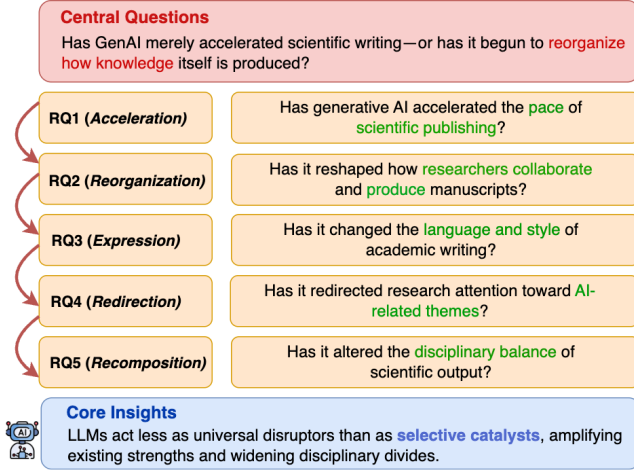 Central Questions
Has GenAI merely accelerated scientific writing—or has it begun to reorganize
how knowledge itself is produced?
RQ1 (Acceleration)
Has generative AI accelerated the pace of
scientific publishing?
RQ2 (Reorganization)
Has it reshaped how researchers collaborate
and produce manuscripts?
RQ3 (Expression)
Has it changed the language and style of
academic writing?
RQ4 (Redirection)
Has it redirected research attention toward AI-
related themes?
RQ5 (Recomposition)
Has it altered the disciplinary balance of
scientific output?
Core Insights
AI
LLMs act less as universal disruptors than as selective catalysts, amplifying
existing strengths and widening disciplinary divides.